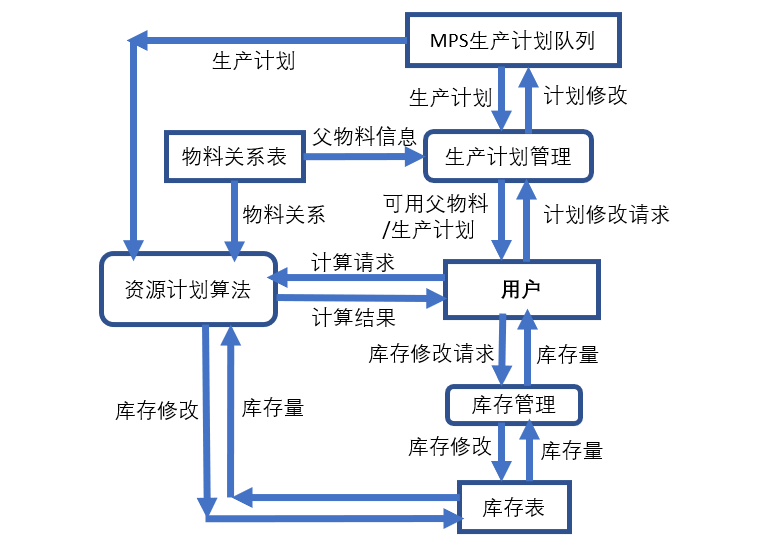 MPS生产计划队列
生产计划
生产计划
计划修改
父物料信息
物料关系表
生产计划管理
物料关系
可用父物料
/生产计划
计划修改请求
计算请求
资源计划算法
用户
计算结果
库存修改请求
库存量
库存修改
库存量
库存管理
库存修改
库存量
库存表